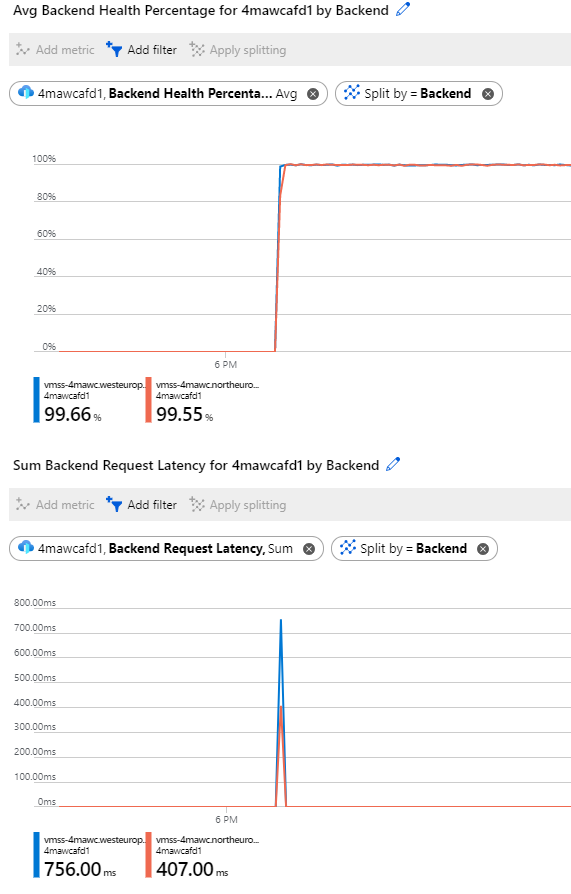 Avg Backend Health Percentage for 4mawcafd1 by Backend
Add metric Add filter Apply splitting
4mawcafd1, Backend Health Percenta... Avg Split by = Backend
100%
80%
60%
40%
20%
0%
6 PM
vmss-4mawc.westeurop... vmss-4mawc.northeuro...
4mawcafd1 4mawcafd1
99.66 % 99.55 %
Sum Backend Request Latency for 4mawcafd1 by Backend
Add metric Add filter Apply splitting
4mawcafd1, Backend Request Latency, Sum Split by = Backend
800.00ms
700.00ms
600.00ms
500.00ms
400.00ms
300.00ms
200.00ms
100.00ms
0ms
6 PM
vmss-4mawc.westeurop... vmss-4mawc.northeuro...
4mawcafd1 4mawcafd1
756.00 ms 407.00 ms